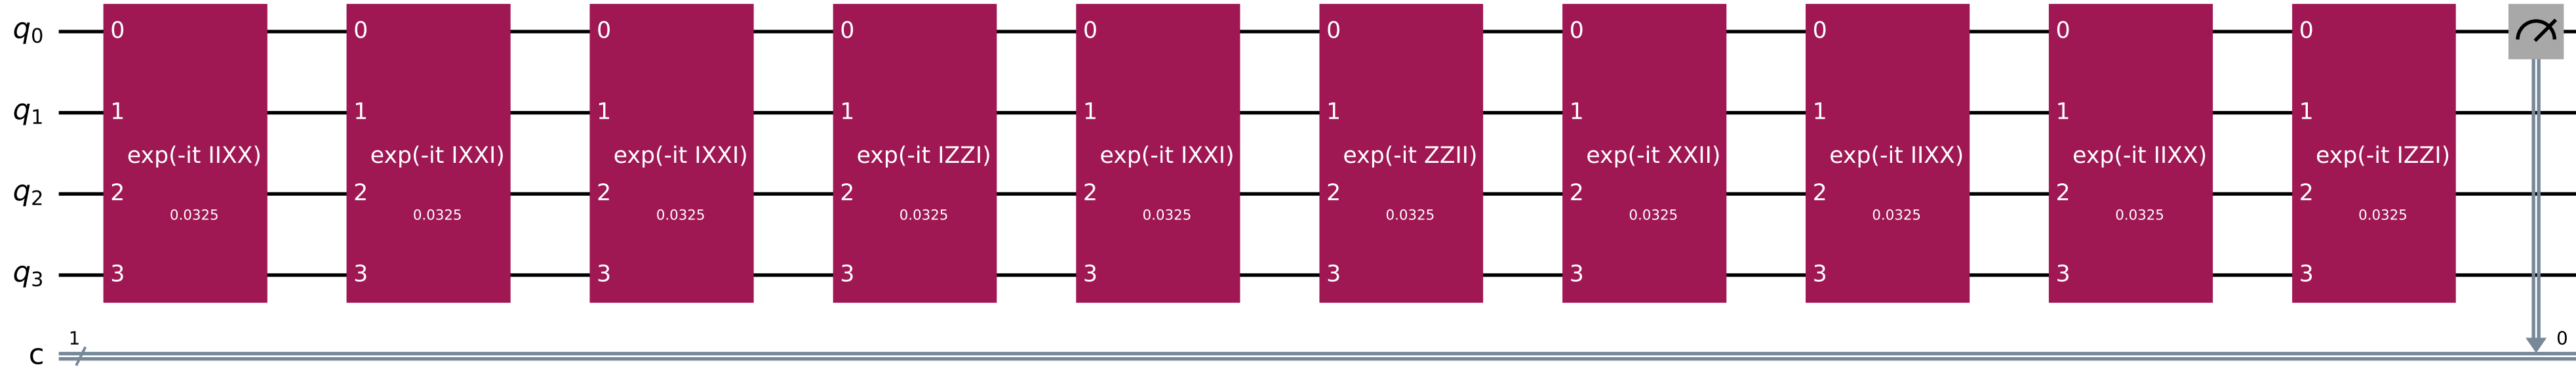 q0 0 0 0 0 0 0 0 0 0 0
q1 1 1 1 1 1 1 1 1 1 1
exp(-it IIXX) exp(-it IXXI) exp(-it IXXI) exp(-it IZZI) exp(-it IXXI) exp(-it ZZII) exp(-it XXII) exp(-it IIXX) exp(-it IIXX) exp(-it IZZI)
q2 2 2 2 2 2 2 2 2 2 2
0.0325 0.0325 0.0325 0.0325 0.0325 0.0325 0.0325 0.0325 0.0325 0.0325
q3 3 3 3 3 3 3 3 3 3 3
1 0
c